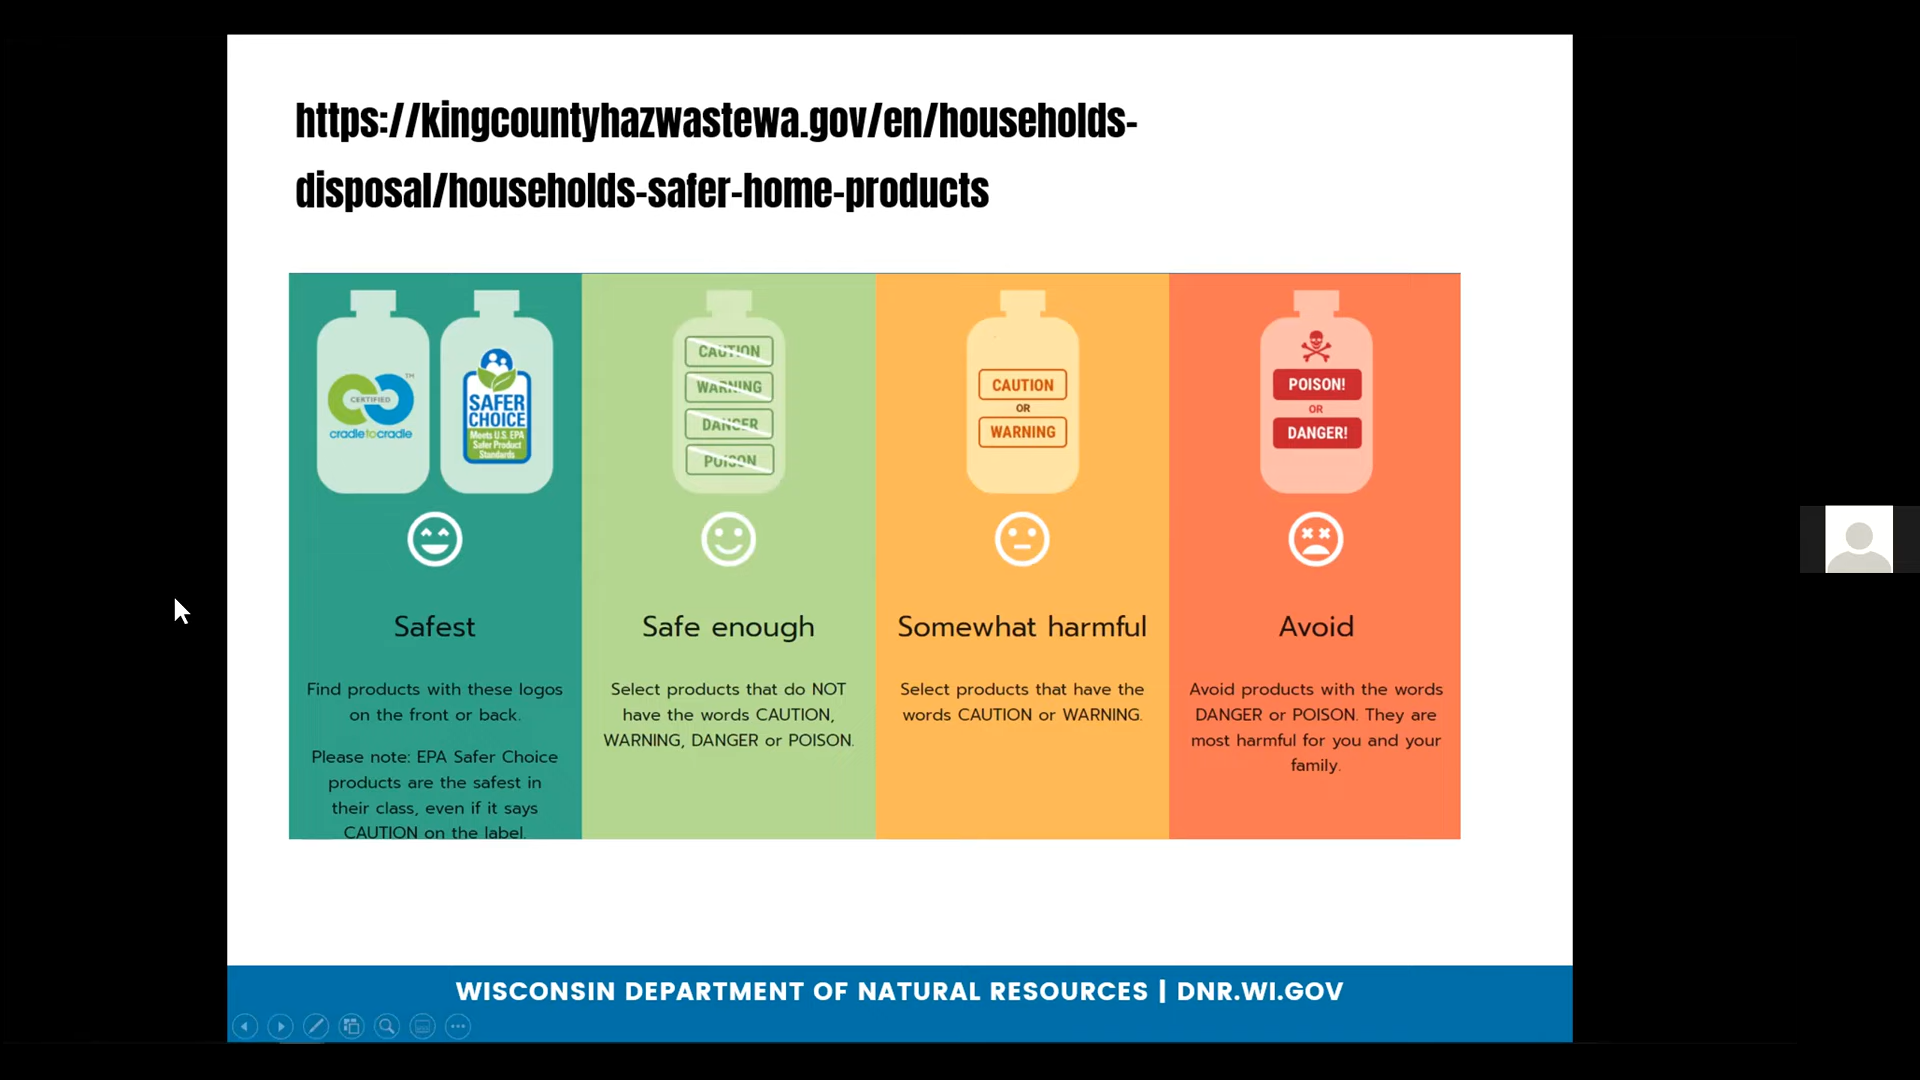 https://kingcountyhazwastewa.gov/en/households-
disposal/households-safer-home-products
CERTIFIED
TM
cradletocradle
SAFER
CHOICE
Meets U.S. EPA
Safer Product
Standards
CAUTION
WARNING
DANGER
POISON
CAUTION
OR
WARNING
POISON!
OR
DANGER!
Safest
Find products with these logos
on the front or back.
Please note: EPA Safer Choice
products are the safest in
their class, even if it says
CAUTION on the label.
Safe enough
Select products that do NOT
have the words CAUTION,
WARNING, DANGER or POISON.
Somewhat harmful
Select products that have the
words CAUTION or WARNING.
Avoid
Avoid products with the words
DANGER or POISON. They are
most harmful for you and your
family.
WISCONSIN DEPARTMENT OF NATURAL RESOURCES | DNR.WI.GOV